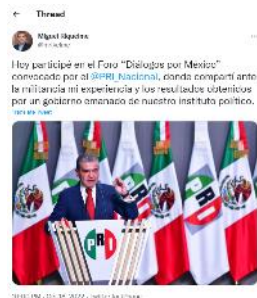 Thread
Miguel Riquelme
Hoy participé en el Foro "Diálogos por México"
convocado por el @PRI_Nacional, donde compartí ante
la militancia mi experiencia y los resultados obtenidos
por un gobierno emanado de nuestro instituto político.
PRI
PRI